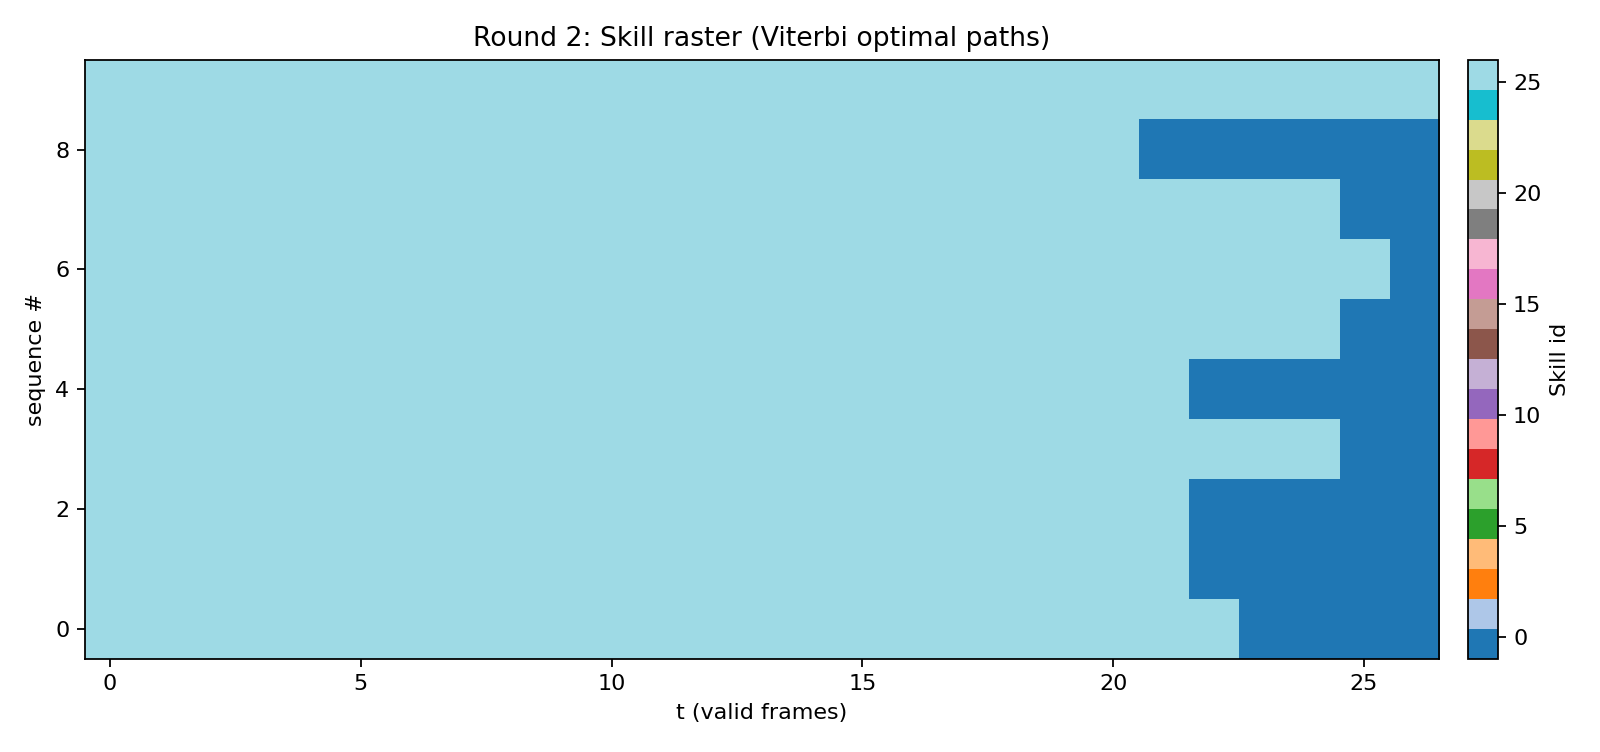 Round 2: Skill raster (Viterbi optimal paths)
sequence #
8
6
4
2
0
0 5 10 15 20 25
t (valid frames)
25
20
15
10
5
0
Skill id